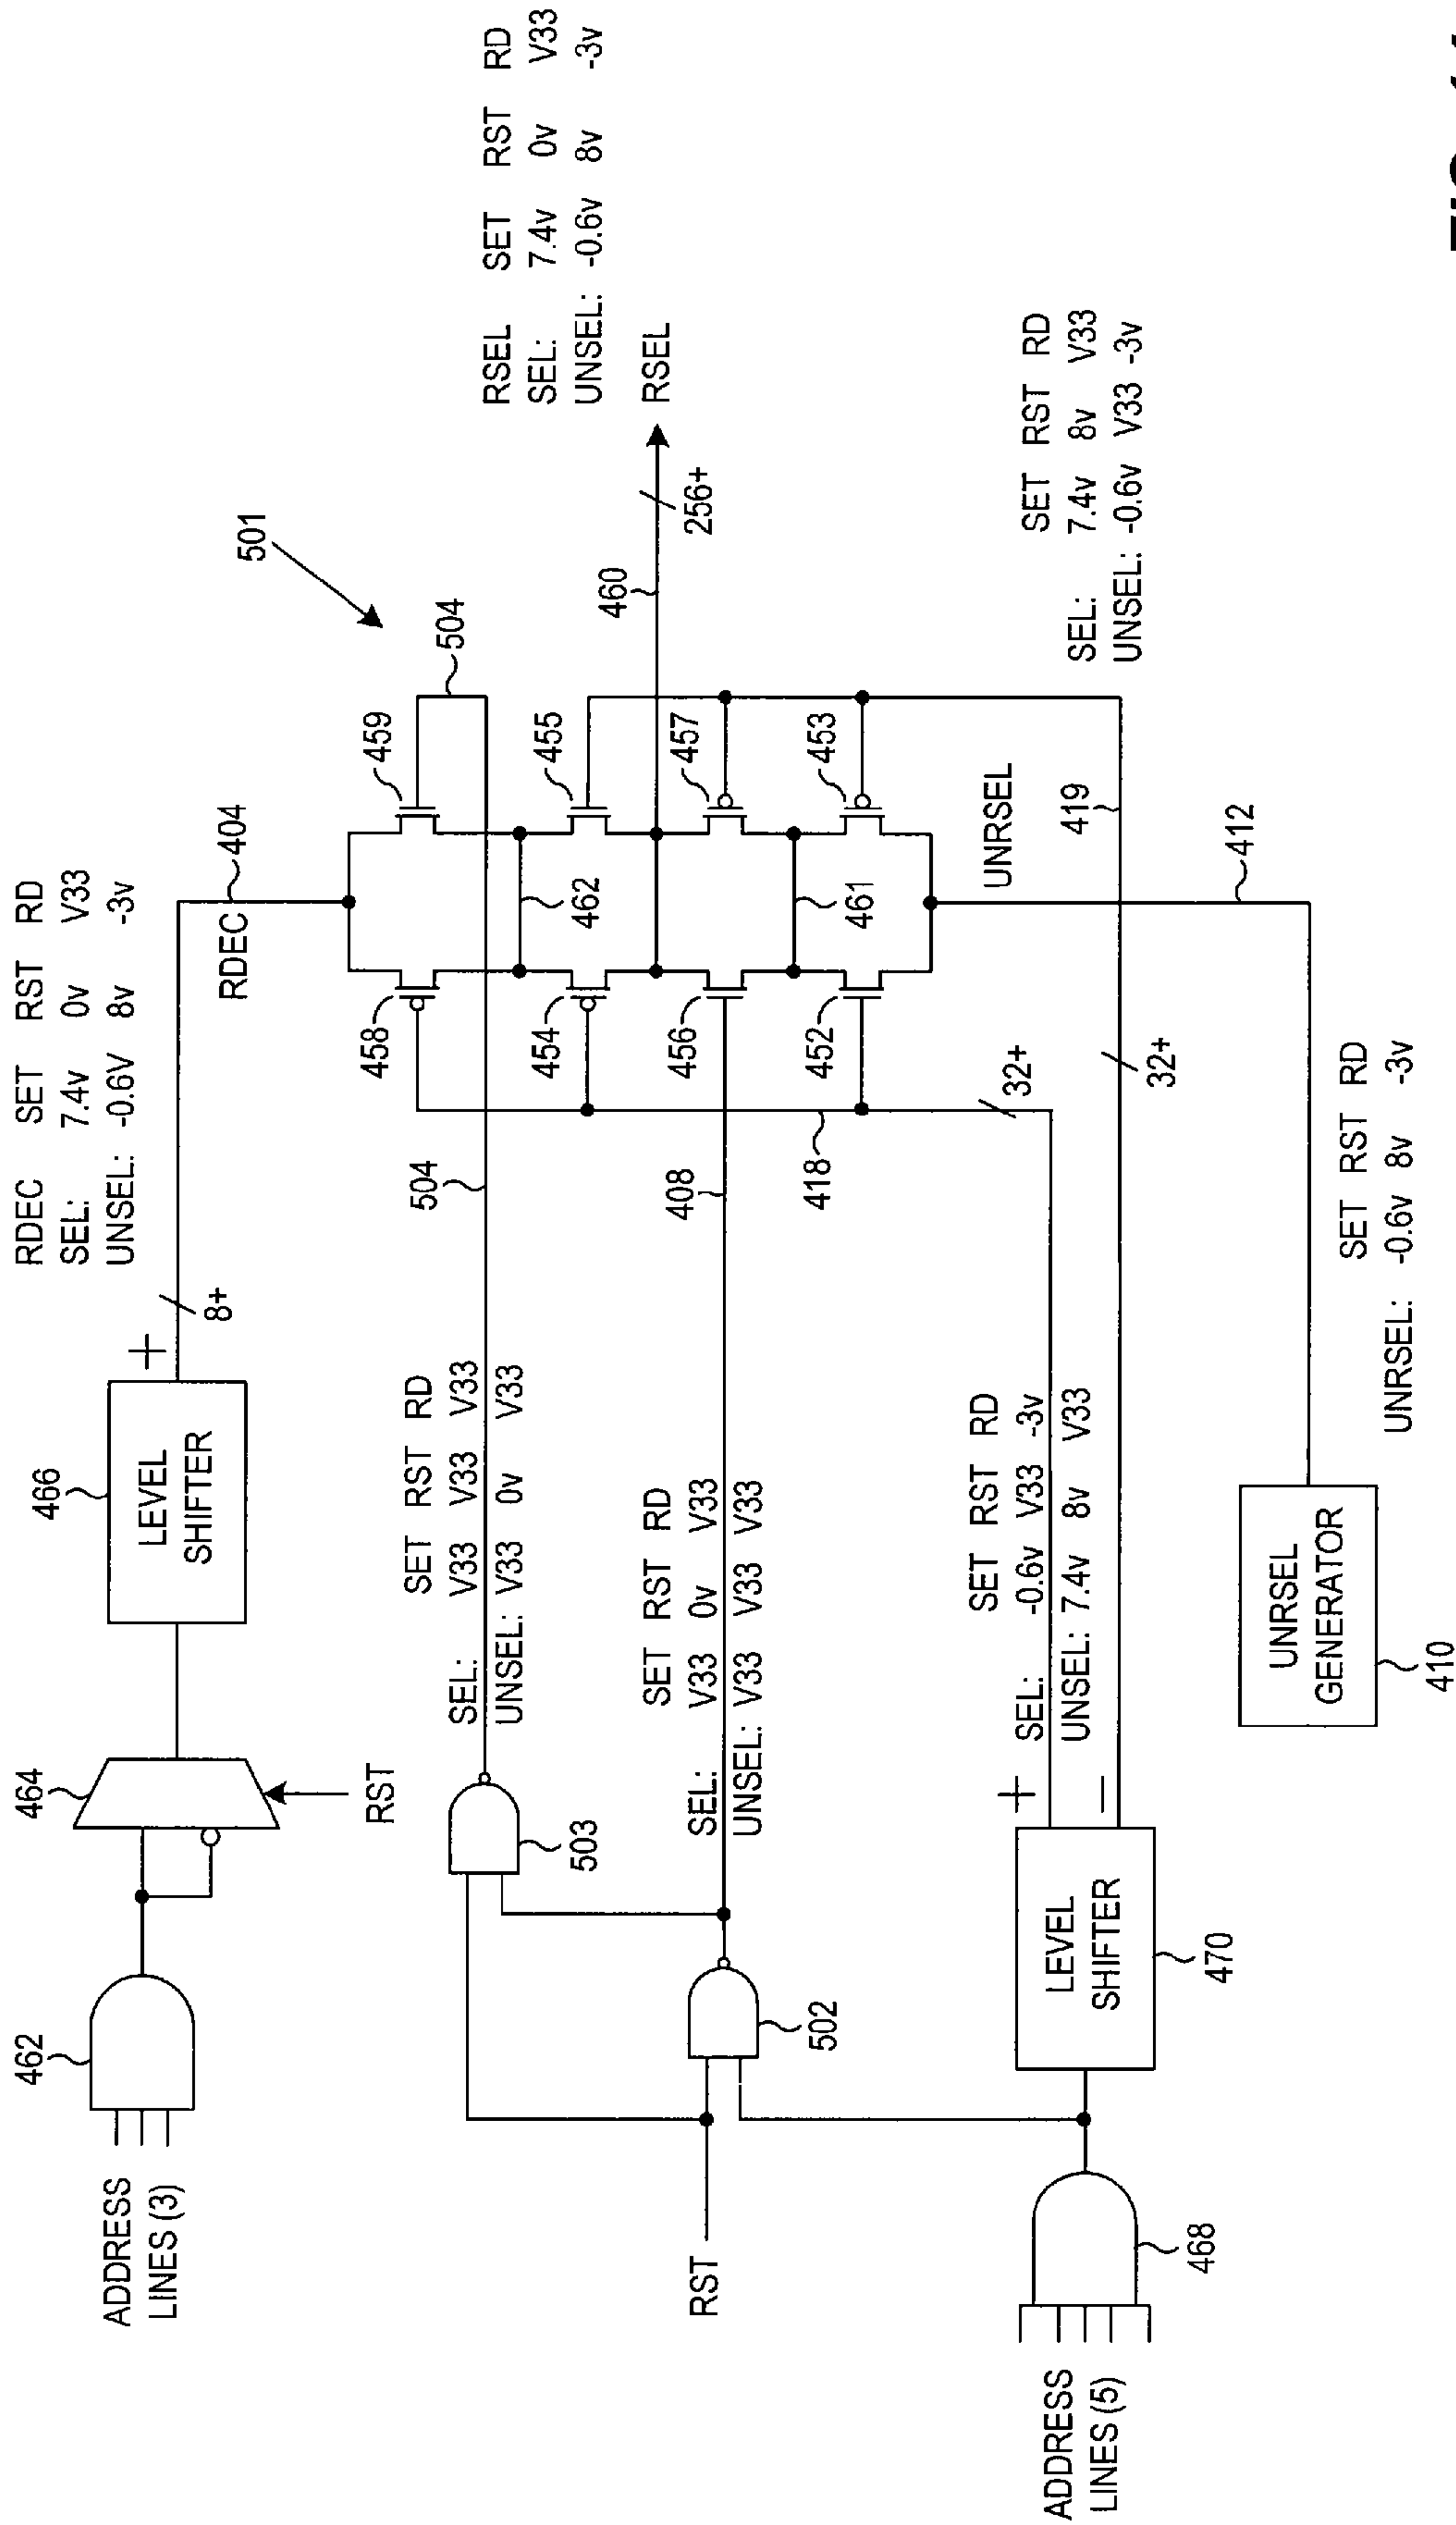 RDEC SET RST RD
SEL: 7.4v 0v V33
UNSEL: -0.6V 8v -3v
RDEC
404
8+
+
466
LEVEL
SHIFTER
464
RST
462
ADDRESS
LINES (3)
501
RSEL SET RST RD
SEL: 7.4v 0v V33
UNSEL: -0.6v 8v -3v
RSEL
256+
460
504
459
455
457
453
458
454
456
452
462
461
UNRSEL
SET RST RD
SEL: V33 V33 V33
UNSEL: V33 0v V33
504
503
SET RST RD
SEL: V33 0v V33
UNSEL: V33 V33 V33
408
502
RST
418
32+
419
32+
SET RST RD
SEL: 7.4v 8v V33
UNSEL: -0.6v V33 -3v
SET RST RD
SEL: -0.6v V33 -3v
UNSEL: 7.4v 8v V33
+
−
LEVEL
SHIFTER
470
468
ADDRESS
LINES (5)
412
UNRSEL
GENERATOR
410
SET RST RD
UNRSEL: -0.6v 8v -3v